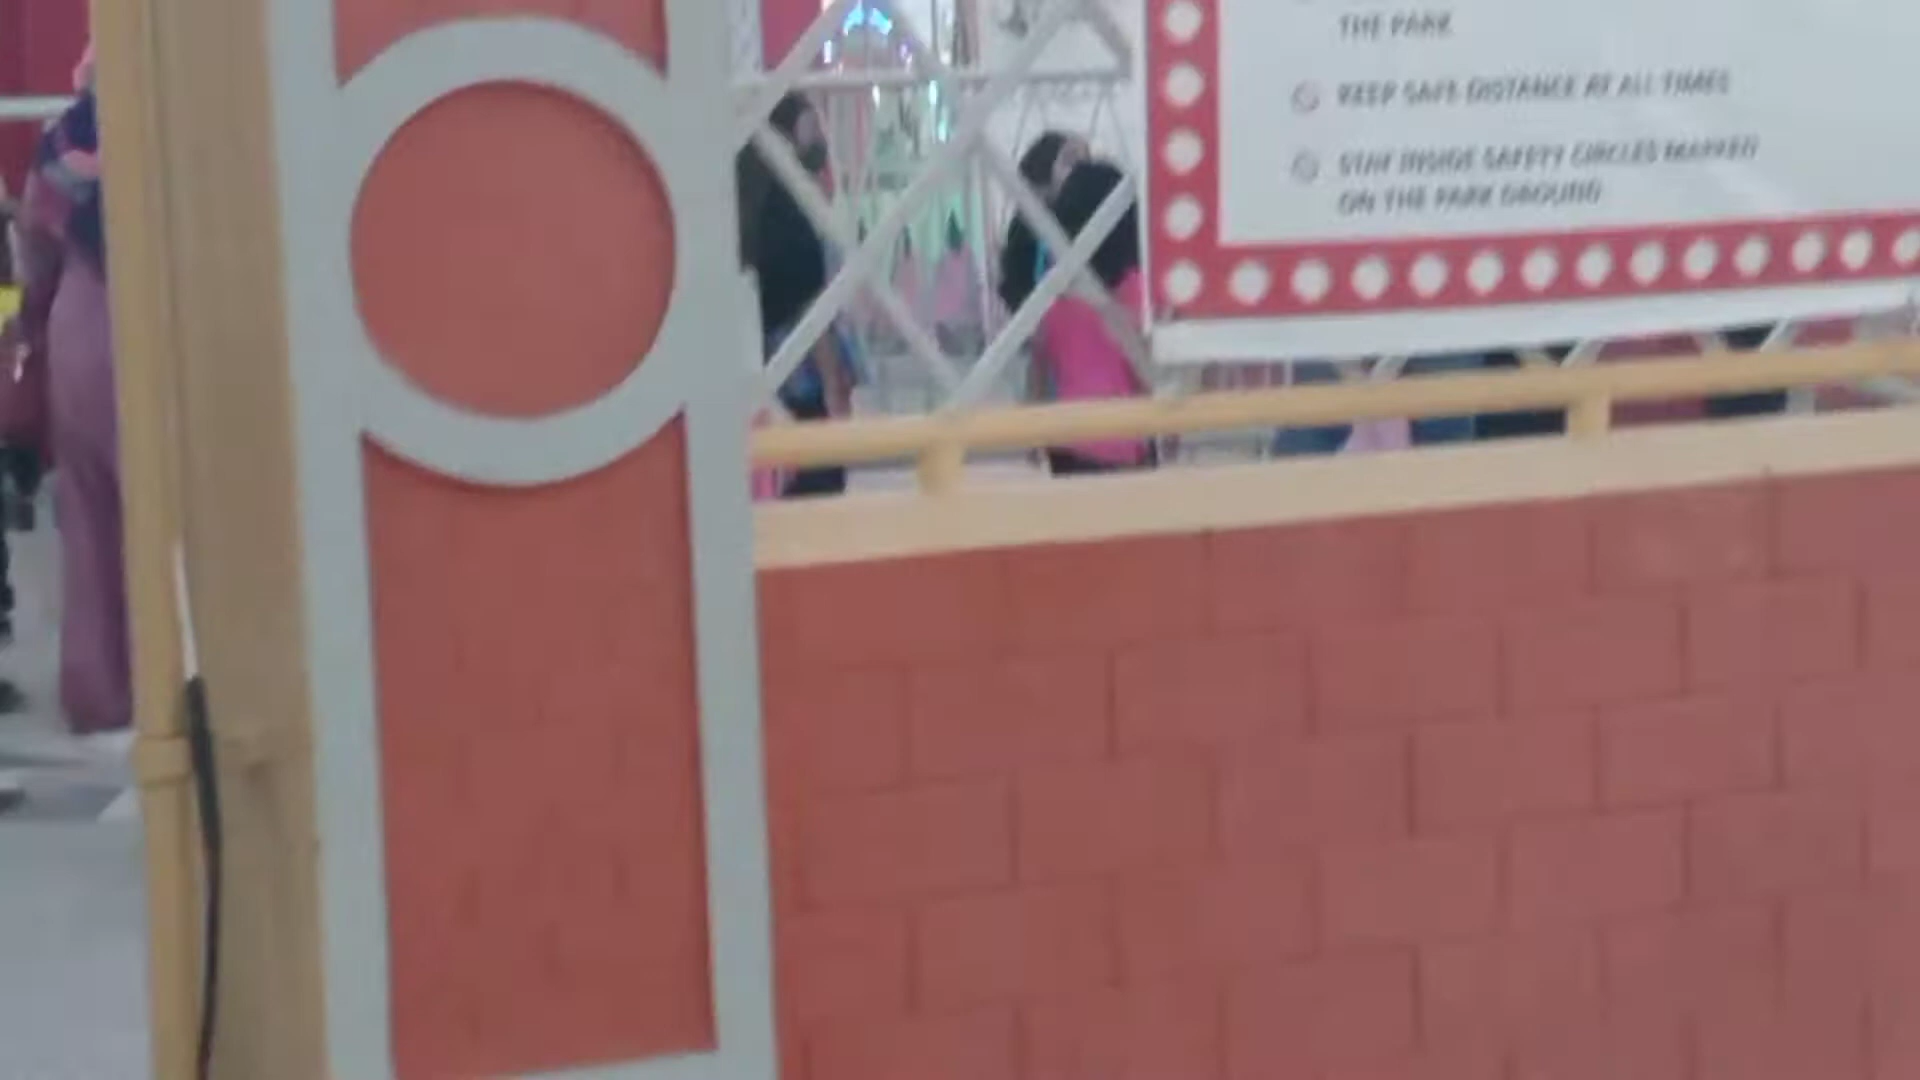 THE PARK
KEEP SAFE DISTANCE AT ALL TIMES
STAY INSIDE SAFETY CIRCLES MARKED
ON THE PARK GROUND